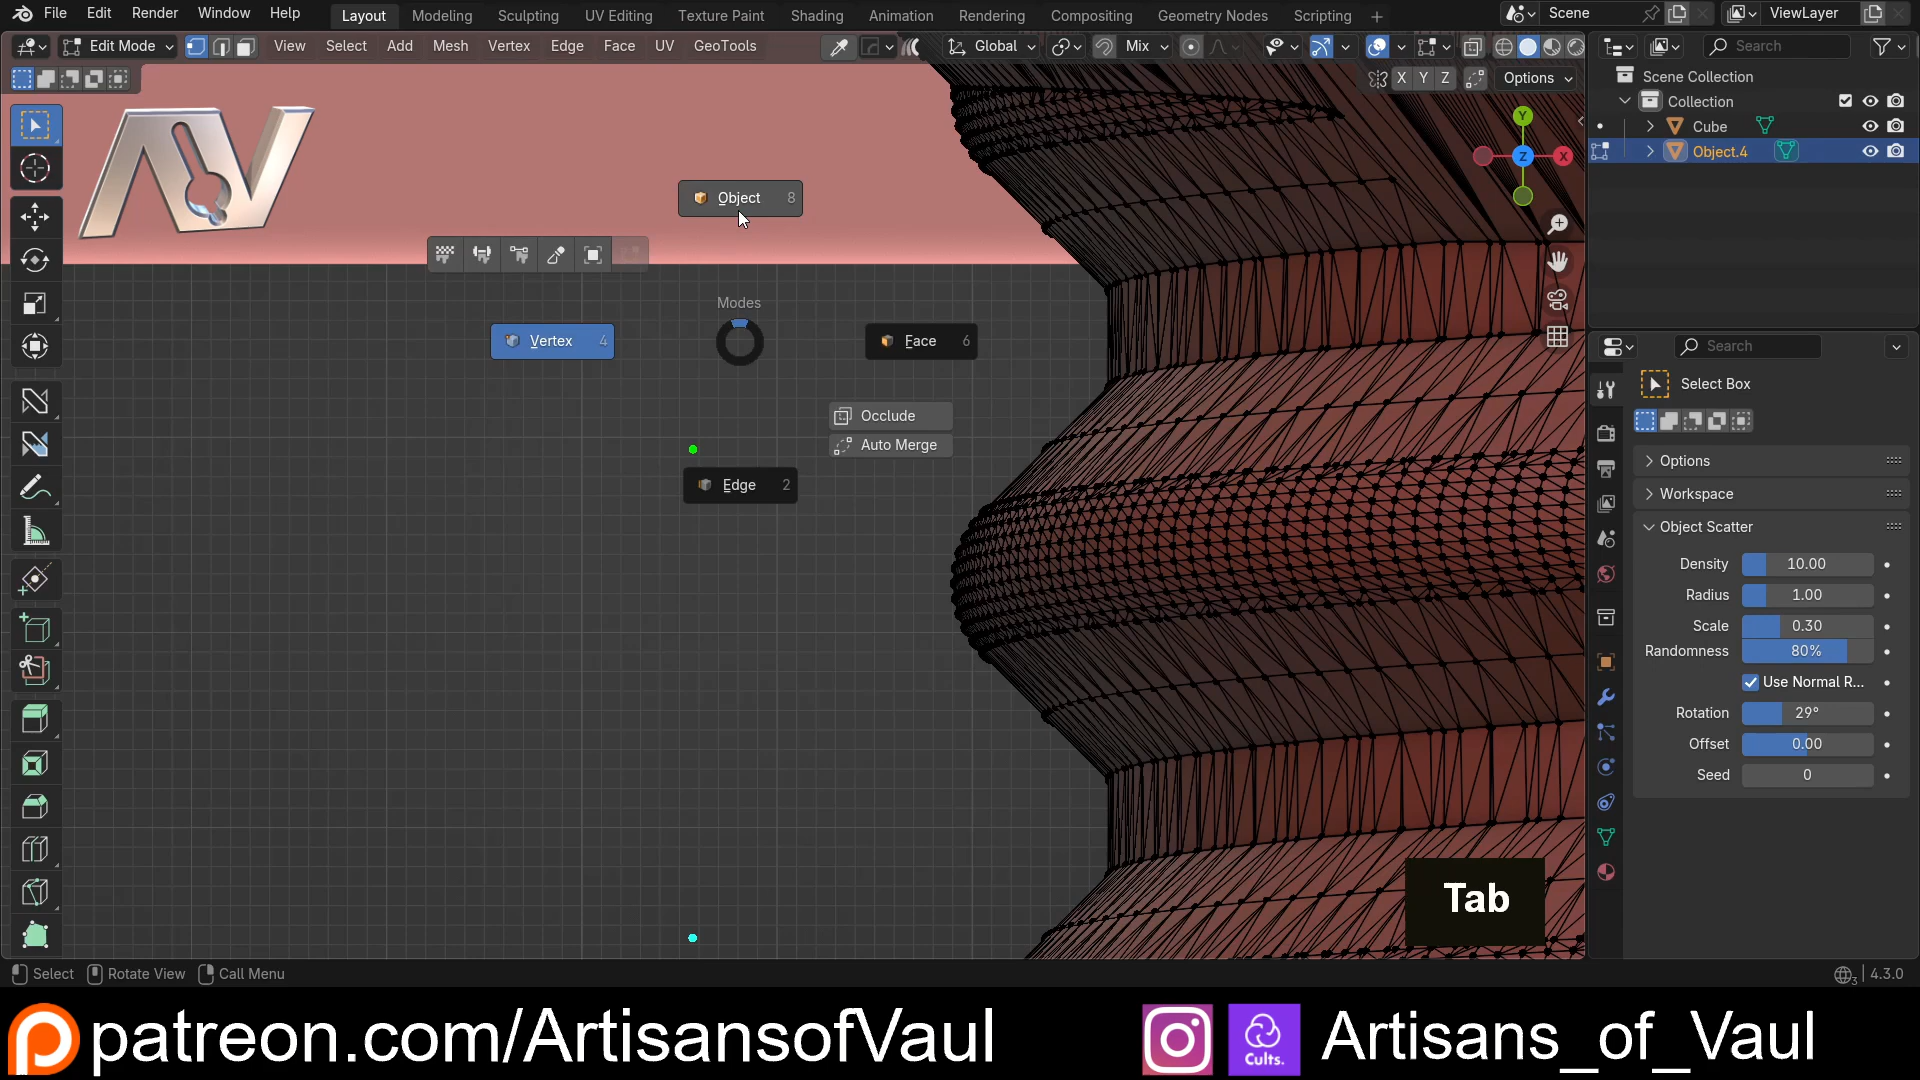 File Edit Render Window Help Layout Modeling Sculpting UV Editing Texture Paint Shading Animation Rendering Compositing Geometry Nodes Scripting + Scene ViewLayer
Edit Mode View Select Add Mesh Vertex Edge Face UV GeoTools Global Mix Search
X Y Z Options
Scene Collection
Collection
Cube
Object.4
Y
Z X
AV
Object 8
Modes
Vertex 4
Face 6
Occlude
Auto Merge
Edge 2
Search
Select Box
Options
Workspace
Object Scatter
Density 10.00
Radius 1.00
Scale 0.30
Randomness 80%
Use Normal R...
Rotation 29°
Offset 0.00
Seed 0
Tab
Select Rotate View Call Menu 3 4.3.0
patreon.com/ArtisansofVaul Cults. Artisans_of_Vaul